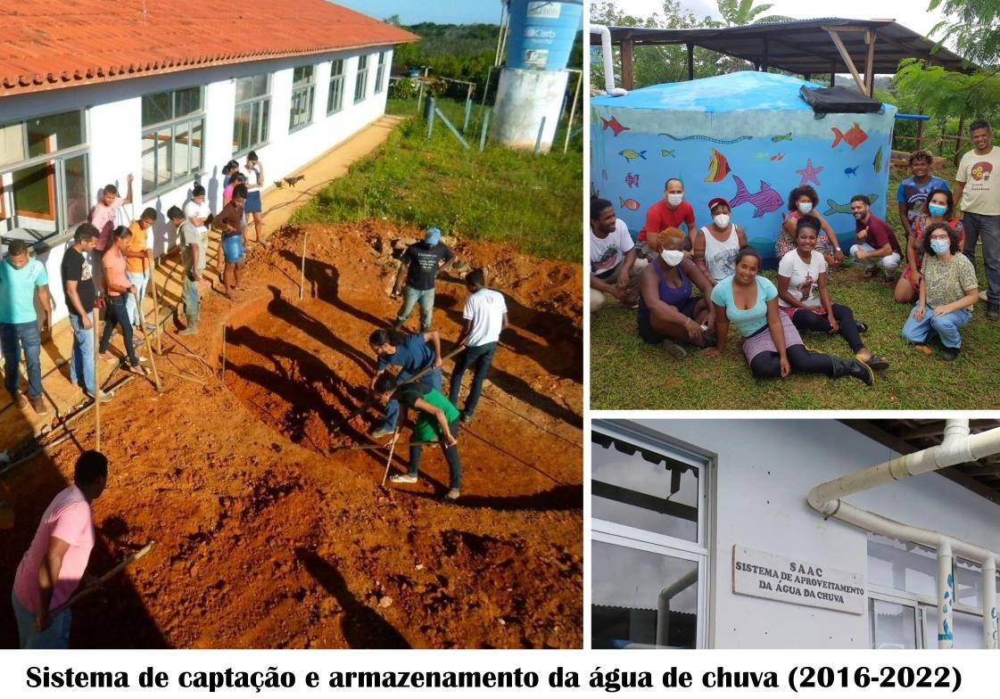 SAAC
SISTEMA DE APROVEITAMENTO
DA ÁGUA DA CHUVA
Sistema de captação e armazenamento da água de chuva (2016-2022)